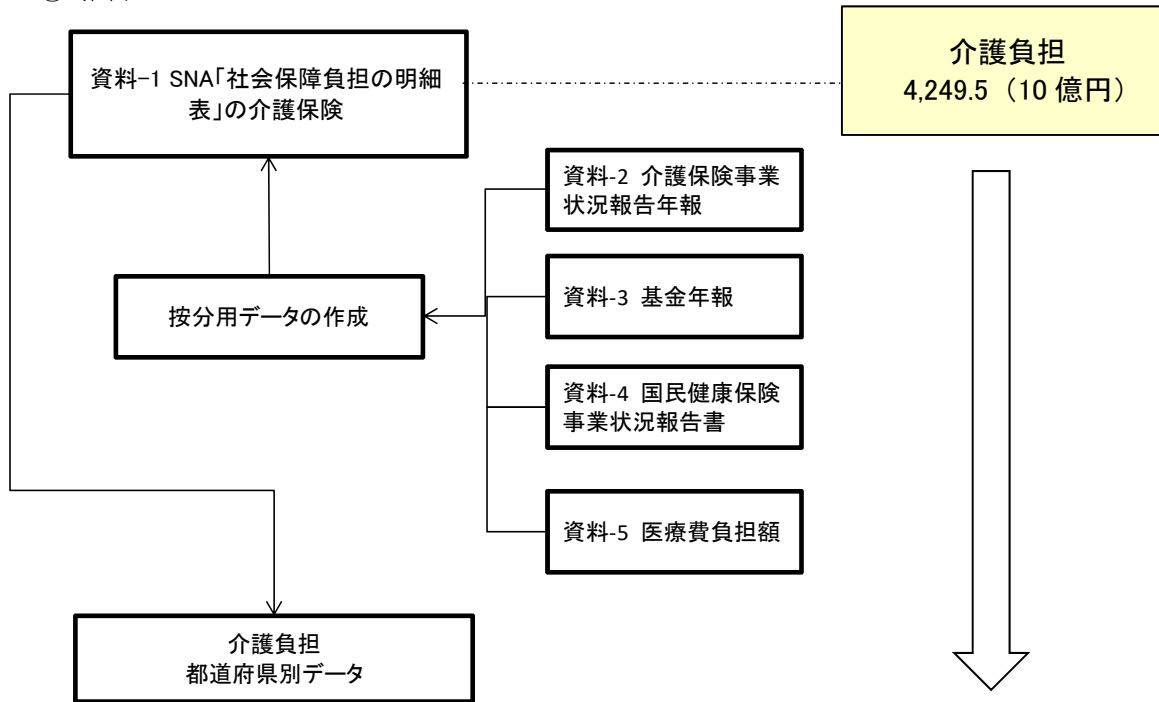 資料-1 SNA「社会保障負担の明細
表」の介護保険
介護負担
4,249.5（10 億円）
資料-2 介護保険事業
状況報告年報
按分用データの作成
資料-3 基金年報
資料-4 国民健康保険
事業状況報告書
資料-5 医療費負担額
介護負担
都道府県別データ